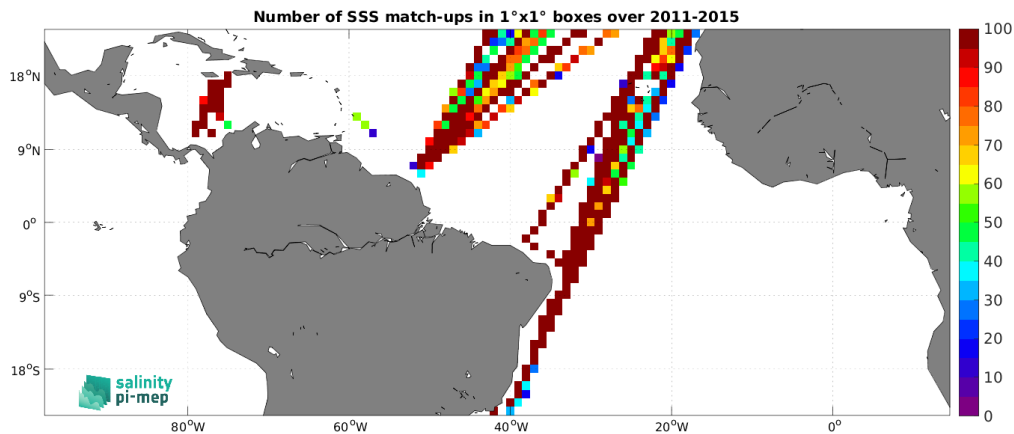 Number of SSS match-ups in 1°x1° boxes over 2011-2015
100
90
80
70
60
50
40
30
20
10
0
18°N
9°N
0°
9°S
18°S
80°W
60°W
40°W
20°W
0°
salinity
pi-mep